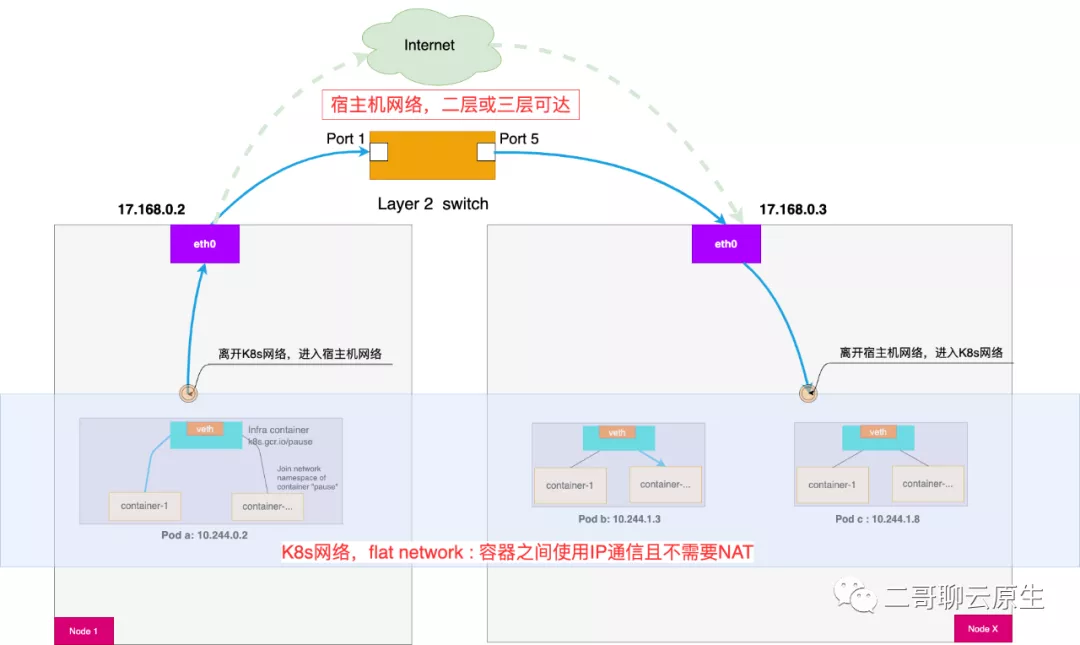 Internet
宿主机网络，二层或三层可达
Port 1
Port 5
Layer 2 switch
17.168.0.2
17.168.0.3
eth0
eth0
离开K8s网络，进入宿主机网络
离开宿主机网络，进入K8s网络
veth
Infra container
k8s.gcr.io/pause
Join network
namespace of
container "pause"
container-1
container-...
Pod a: 10.244.0.2
veth
container-1
container-...
Pod b: 10.244.1.3
veth
container-1
container-...
Pod c : 10.244.1.8
K8s网络，flat network : 容器之间使用IP通信且不需要NAT
二哥聊云原生
Node 1
Node X